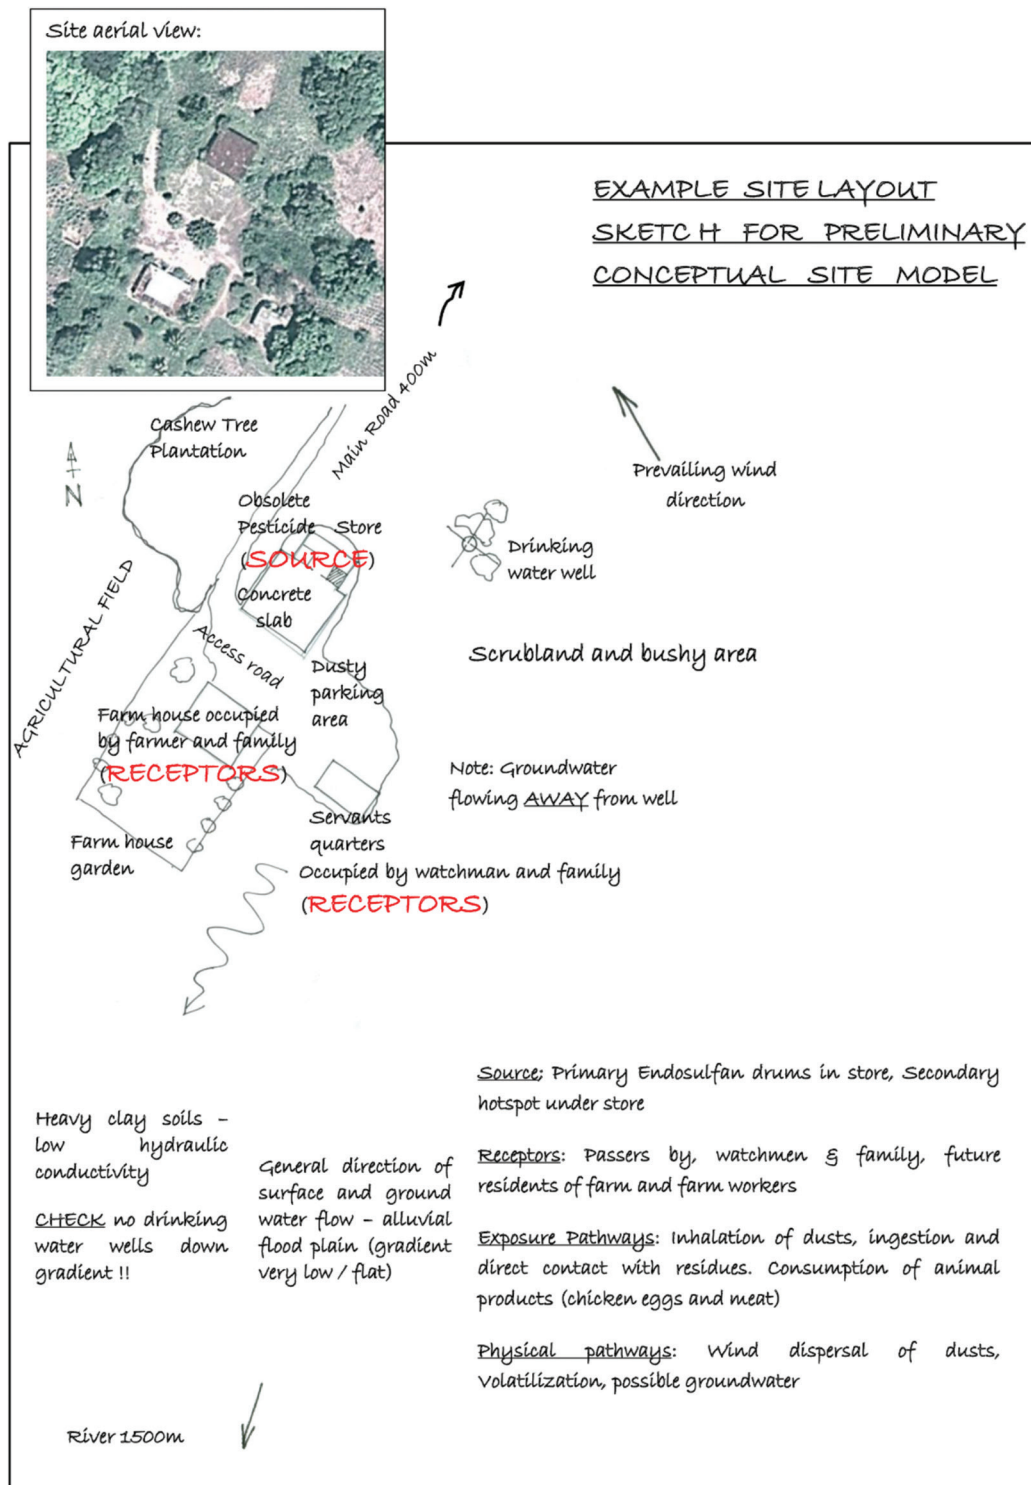 Site aerial view:
EXAMPLE SITE LAYOUT
SKETCH FOR PRELIMINARY
CONCEPTUAL SITE MODEL
Main Road 400m
Cashew Tree
Plantation
N
Prevailing wind
direction
Obsolete
Pesticide Store
(SOURCE)
Concrete
slab
Drinking
water well
AGRICULTURAL FIELD
Access road
Scrubland and bushy area
Dusty
parking
area
Farm house occupied
by farmer and family
(RECEPTORS)
Note: Groundwater
flowing AWAY from well
Servants
quarters
Farm house
garden
Occupied by watchman and family
(RECEPTORS)
Heavy clay soils –
low hydraulic
conductivity
CHECK no drinking
water wells down
gradient !!
General direction of
surface and ground
water flow – alluvial
flood plain (gradient
very low / flat)
Source; Primary Endosulfan drums in store, Secondary
hotspot under store
Receptors: Passers by, watchmen & family, future
residents of farm and farm workers
Exposure Pathways: Inhalation of dusts, ingestion and
direct contact with residues. Consumption of animal
products (chicken eggs and meat)
Physical pathways: Wind dispersal of dusts,
Volatilization, possible groundwater
River 1500m